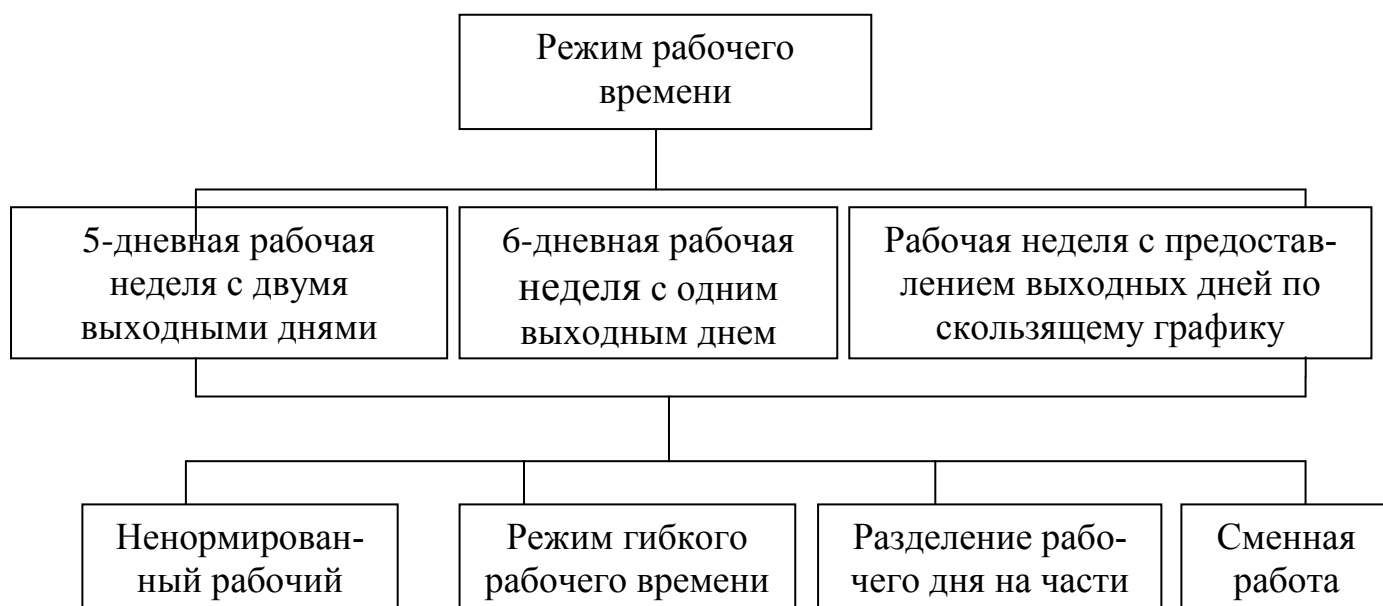 Режим рабочего
времени
5-дневная рабочая
неделя с двумя
выходными днями
6-дневная рабочая
неделя с одним
выходным днем
Рабочая неделя с предостав-
лением выходных дней по
скользящему графику
Ненормирован-
ный рабочий
Режим гибкого
рабочего времени
Разделение рабо-
чего дня на части
Сменная
работа